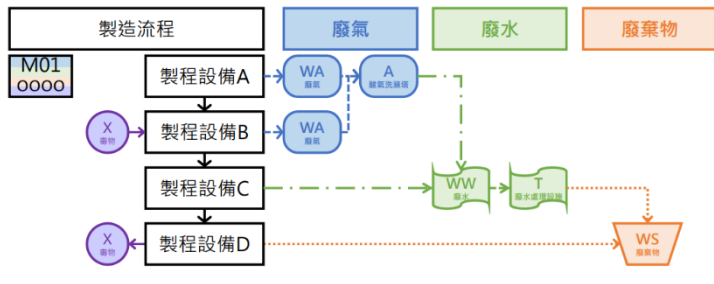 製造流程
廢氣
廢水
廢棄物
M01
oooo
製程設備A
WA
廢氣
A
酸氣洗滌塔
X
毒物
製程設備B
WA
廢氣
製程設備C
WW
廢水
T
廢水處理設施
X
毒物
製程設備D
WS
廢棄物